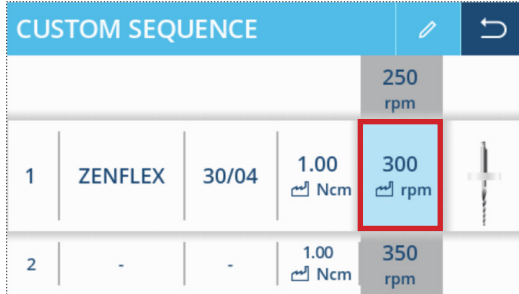 CUSTOM SEQUENCE
250
rpm
1 ZENFLEX 30/04 1.00 300
Ncm rpm
2 - - 1.00 350
Ncm rpm